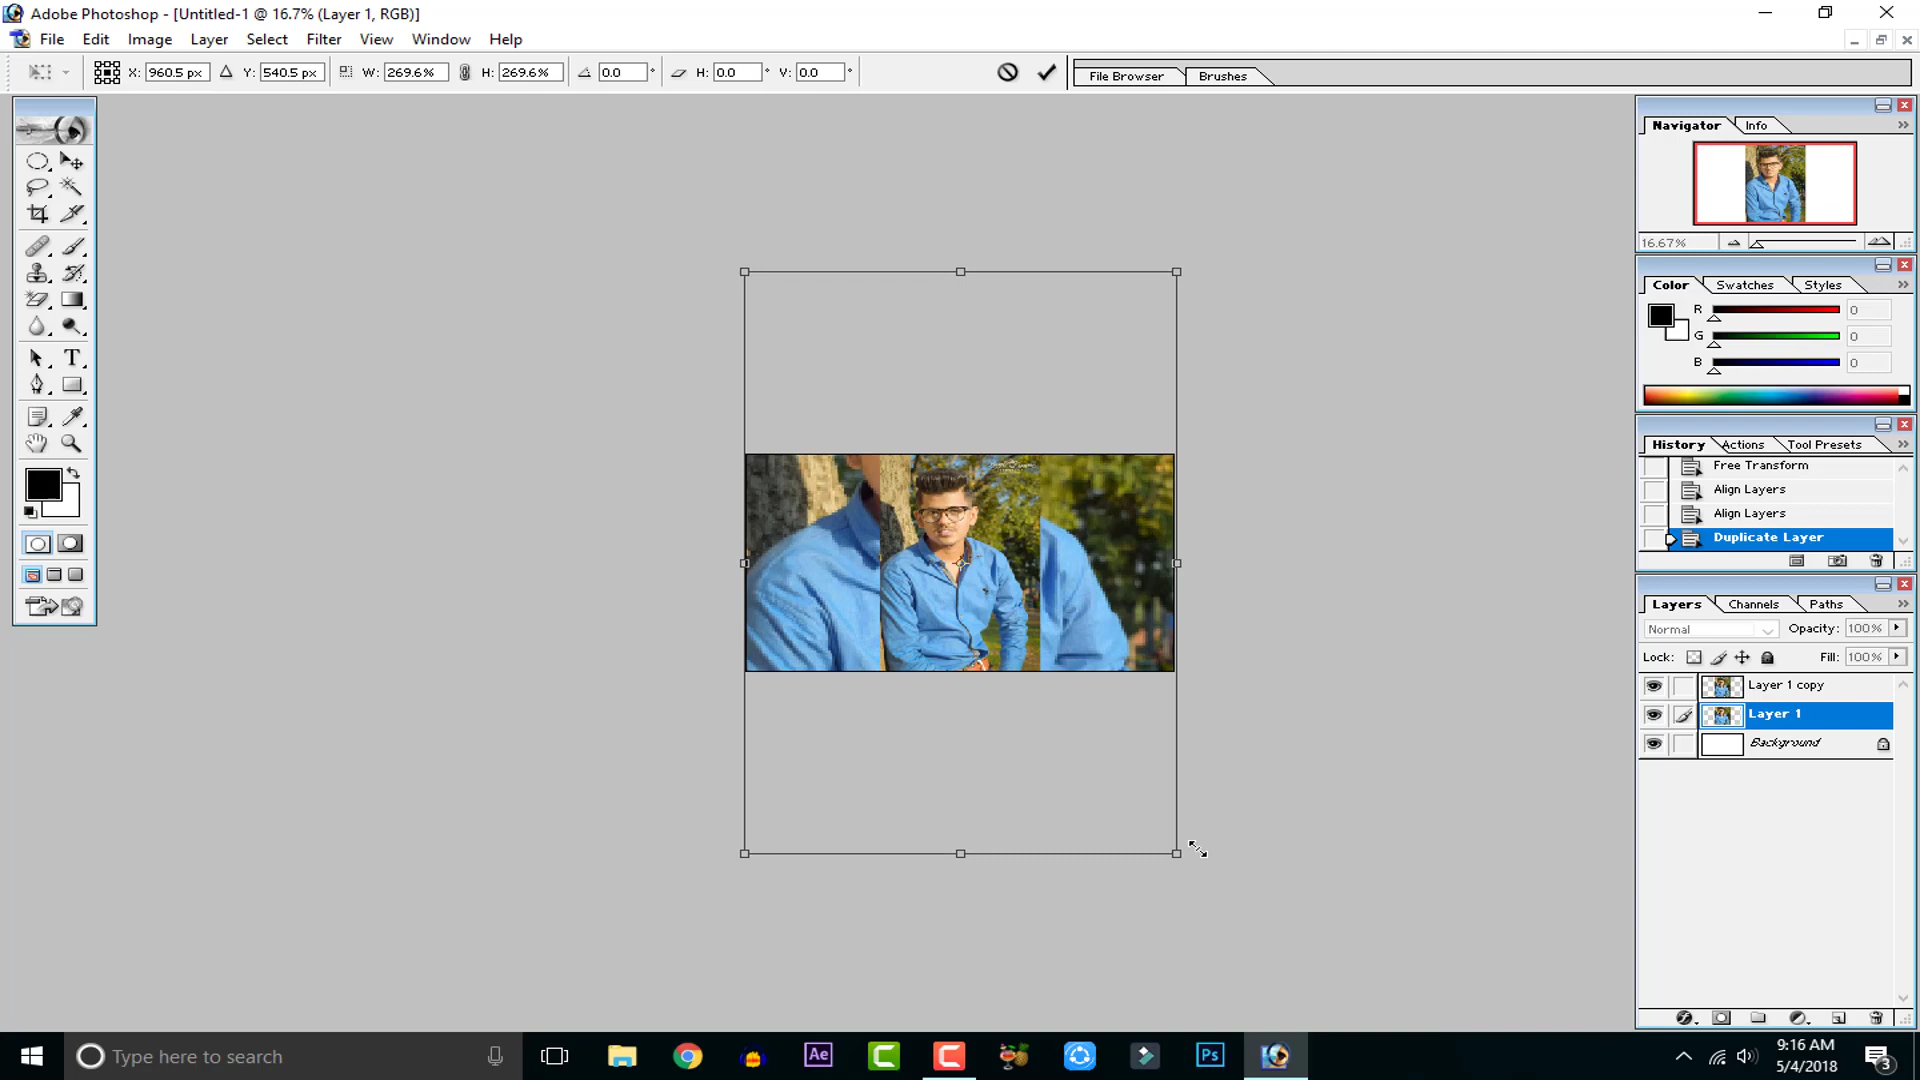 Adobe Photoshop - [Untitled-1 @ 16.7% (Layer 1, RGB)]
File Edit Image Layer Select Filter View Window Help
X: 960.5 px Y: 540.5 px W: 269.6% H: 269.6% 0.0 ° H: 0.0 ° V: 0.0 °
File Browser Brushes
Navigator Info
16.67%
Color Swatches Styles
R 0
G 0
B 0
History Actions Tool Presets
Free Transform
Align Layers
Align Layers
Duplicate Layer
Layers Channels Paths
Normal Opacity: 100%
Lock: Fill: 100%
Layer 1 copy
Layer 1
Background
T
Type here to search
Ae
Ps
9:16 AM
5/4/2018
3